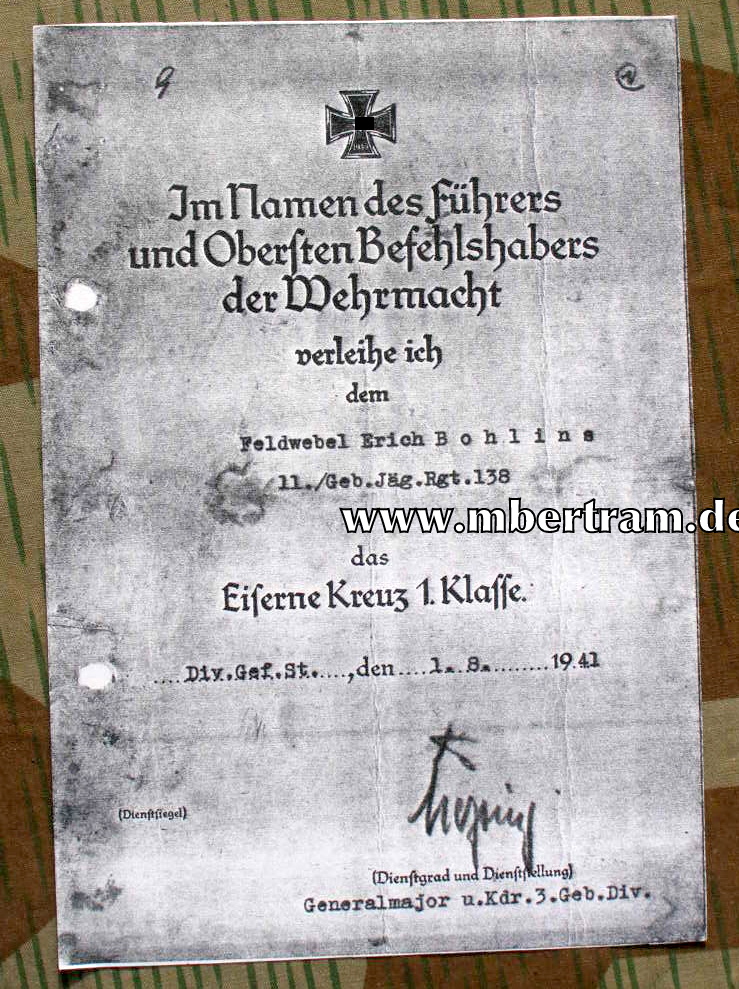 9
1939
Im Namen des Führers
und Oberſten Befehlshabers
der Wehrmacht
verleihe ich
dem
Feldwebel Erich B o h l i n s
11./Geb.Jäg.Rgt.138
www.mbertram.de
das
Eiſerne Kreuz 1. Klaſſe.
....Div.Gef.St.....,den....1. 8.........1941
(Dienſtſiegel)
(Dienſtgrad und Dienſtſtellung)
Generalmajor u.Kdr.3.Geb.Div.